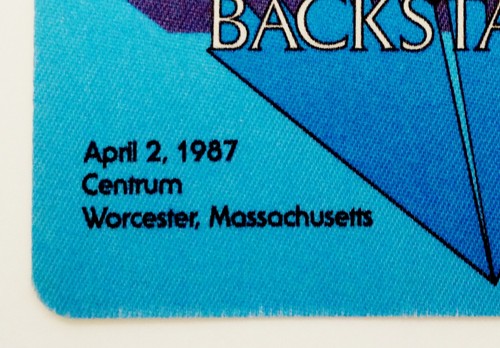 BACKSTA
April 2, 1987
Centrum
Worcester, Massachusetts